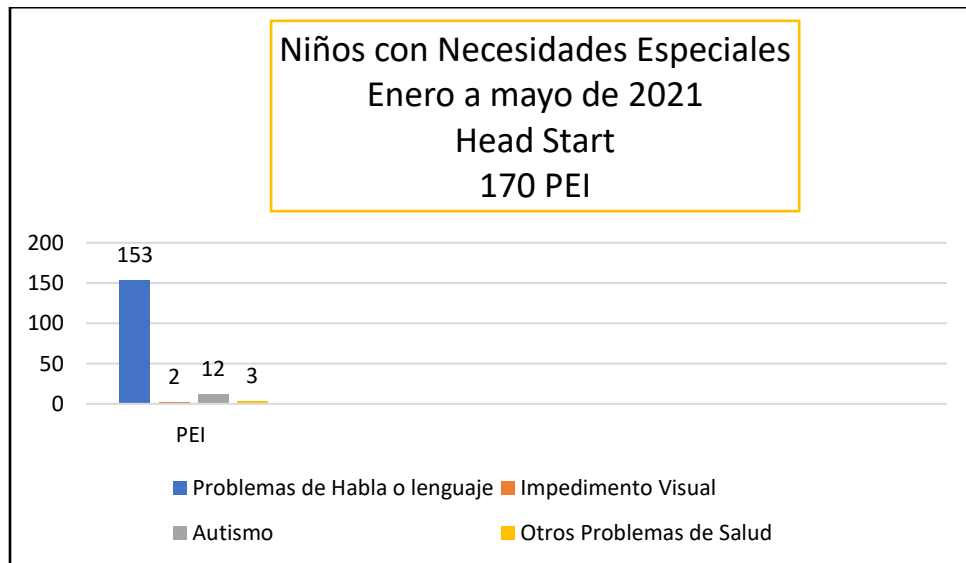 Niños con Necesidades Especiales
Enero a mayo de 2021
Head Start
170 PEI
200
150
100
50
0
153
2
12
3
PEI
Problemas de Habla o lenguaje
Impedimento Visual
Autismo
Otros Problemas de Salud